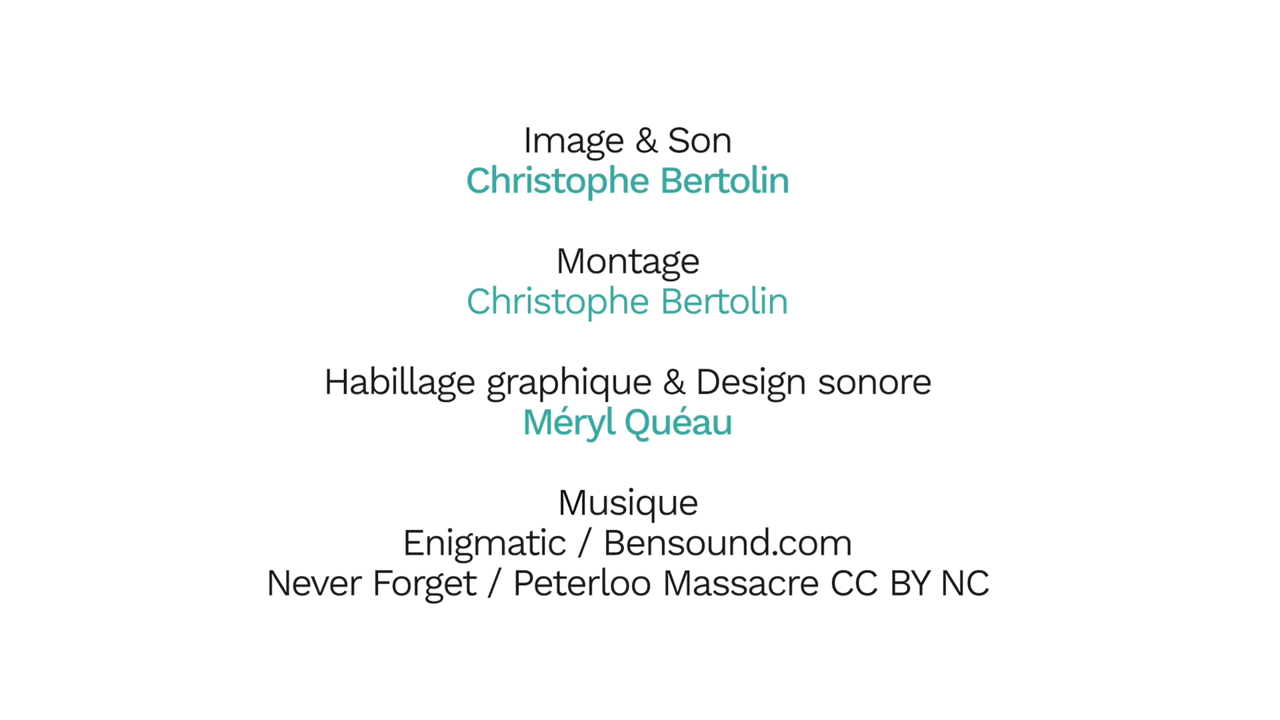 Image & Son
Christophe Bertolin
Montage
Christophe Bertolin
Habillage graphique & Design sonore
Méryl Quéau
Musique
Enigmatic / Bensound.com
Never Forget / Peterloo Massacre CC BY NC